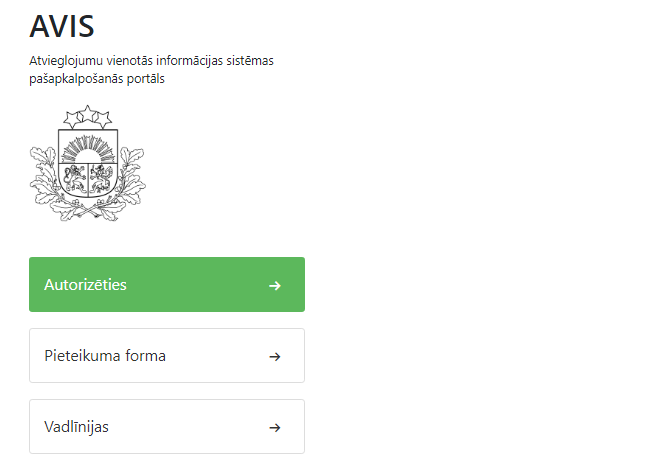 AVIS
Atvieglojumu vienotās informācijas sistēmas
pašapkalpošanās portāls
Autorizēties
Pieteikuma forma
Vadlīnijas